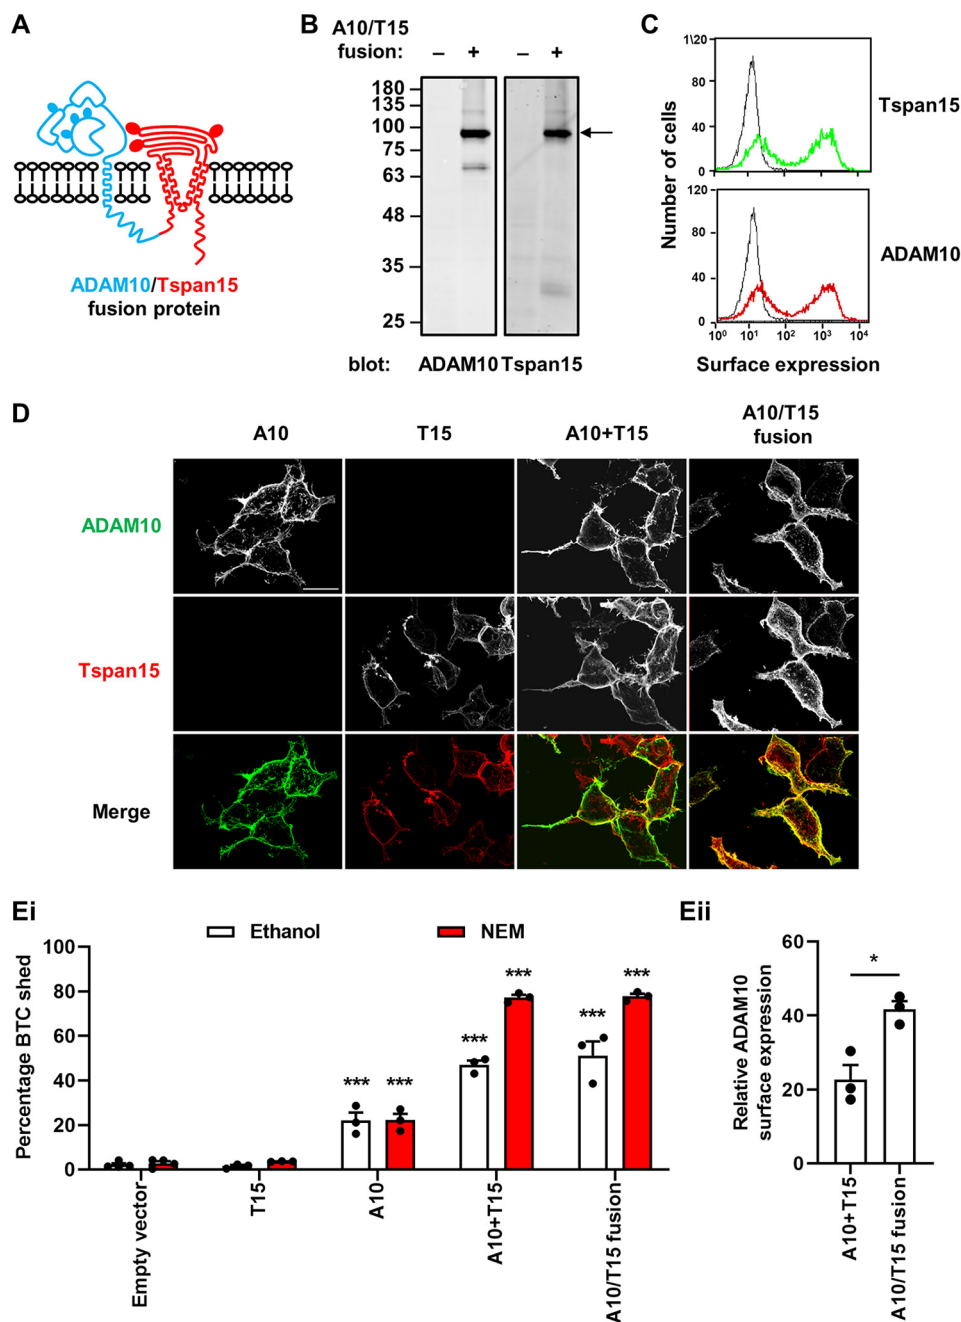 A
ADAM10/Tspan15
fusion protein
B
A10/T15
fusion:
– + – +
180
135
100
75
63
48
35
25
blot: ADAM10 Tspan15
C
Number of cells
1\20
80
40
0
Tspan15
120
80
40
0
ADAM10
10⁰ 10¹ 10² 10³ 10⁴
Surface expression
D
A10 T15 A10+T15 A10/T15
fusion
ADAM10
Tspan15
Merge
Ei
Ethanol NEM
Percentage BTC shed
100
80
60
40
20
0
*** *** *** *** *** ***
Empty vector
T15
A10
A10+T15
A10/T15 fusion
Eii
Relative ADAM10
surface expression
60
40
20
0
*
A10+T15
A10/T15 fusion